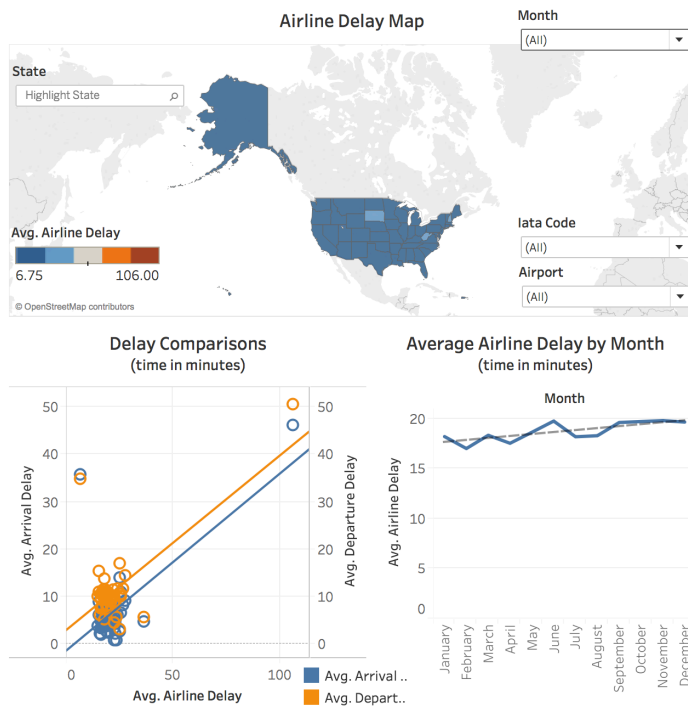 Airline Delay Map
Month
(All)
State
Highlight State
Avg. Airline Delay
6.75 106.00
© OpenStreetMap contributors
Iata Code
(All)
Airport
(All)
Delay Comparisons
(time in minutes)
50
40
30
20
10
0
Avg. Arrival Delay
50
40
30
20
10
0
Avg. Departure Delay
0 50 100
Avg. Airline Delay
Avg. Arrival ..
Avg. Depart..
Average Airline Delay by Month
(time in minutes)
Month
20
15
10
5
0
Avg. Airline Delay
January
February
March
April
May
June
July
August
September
October
November
December